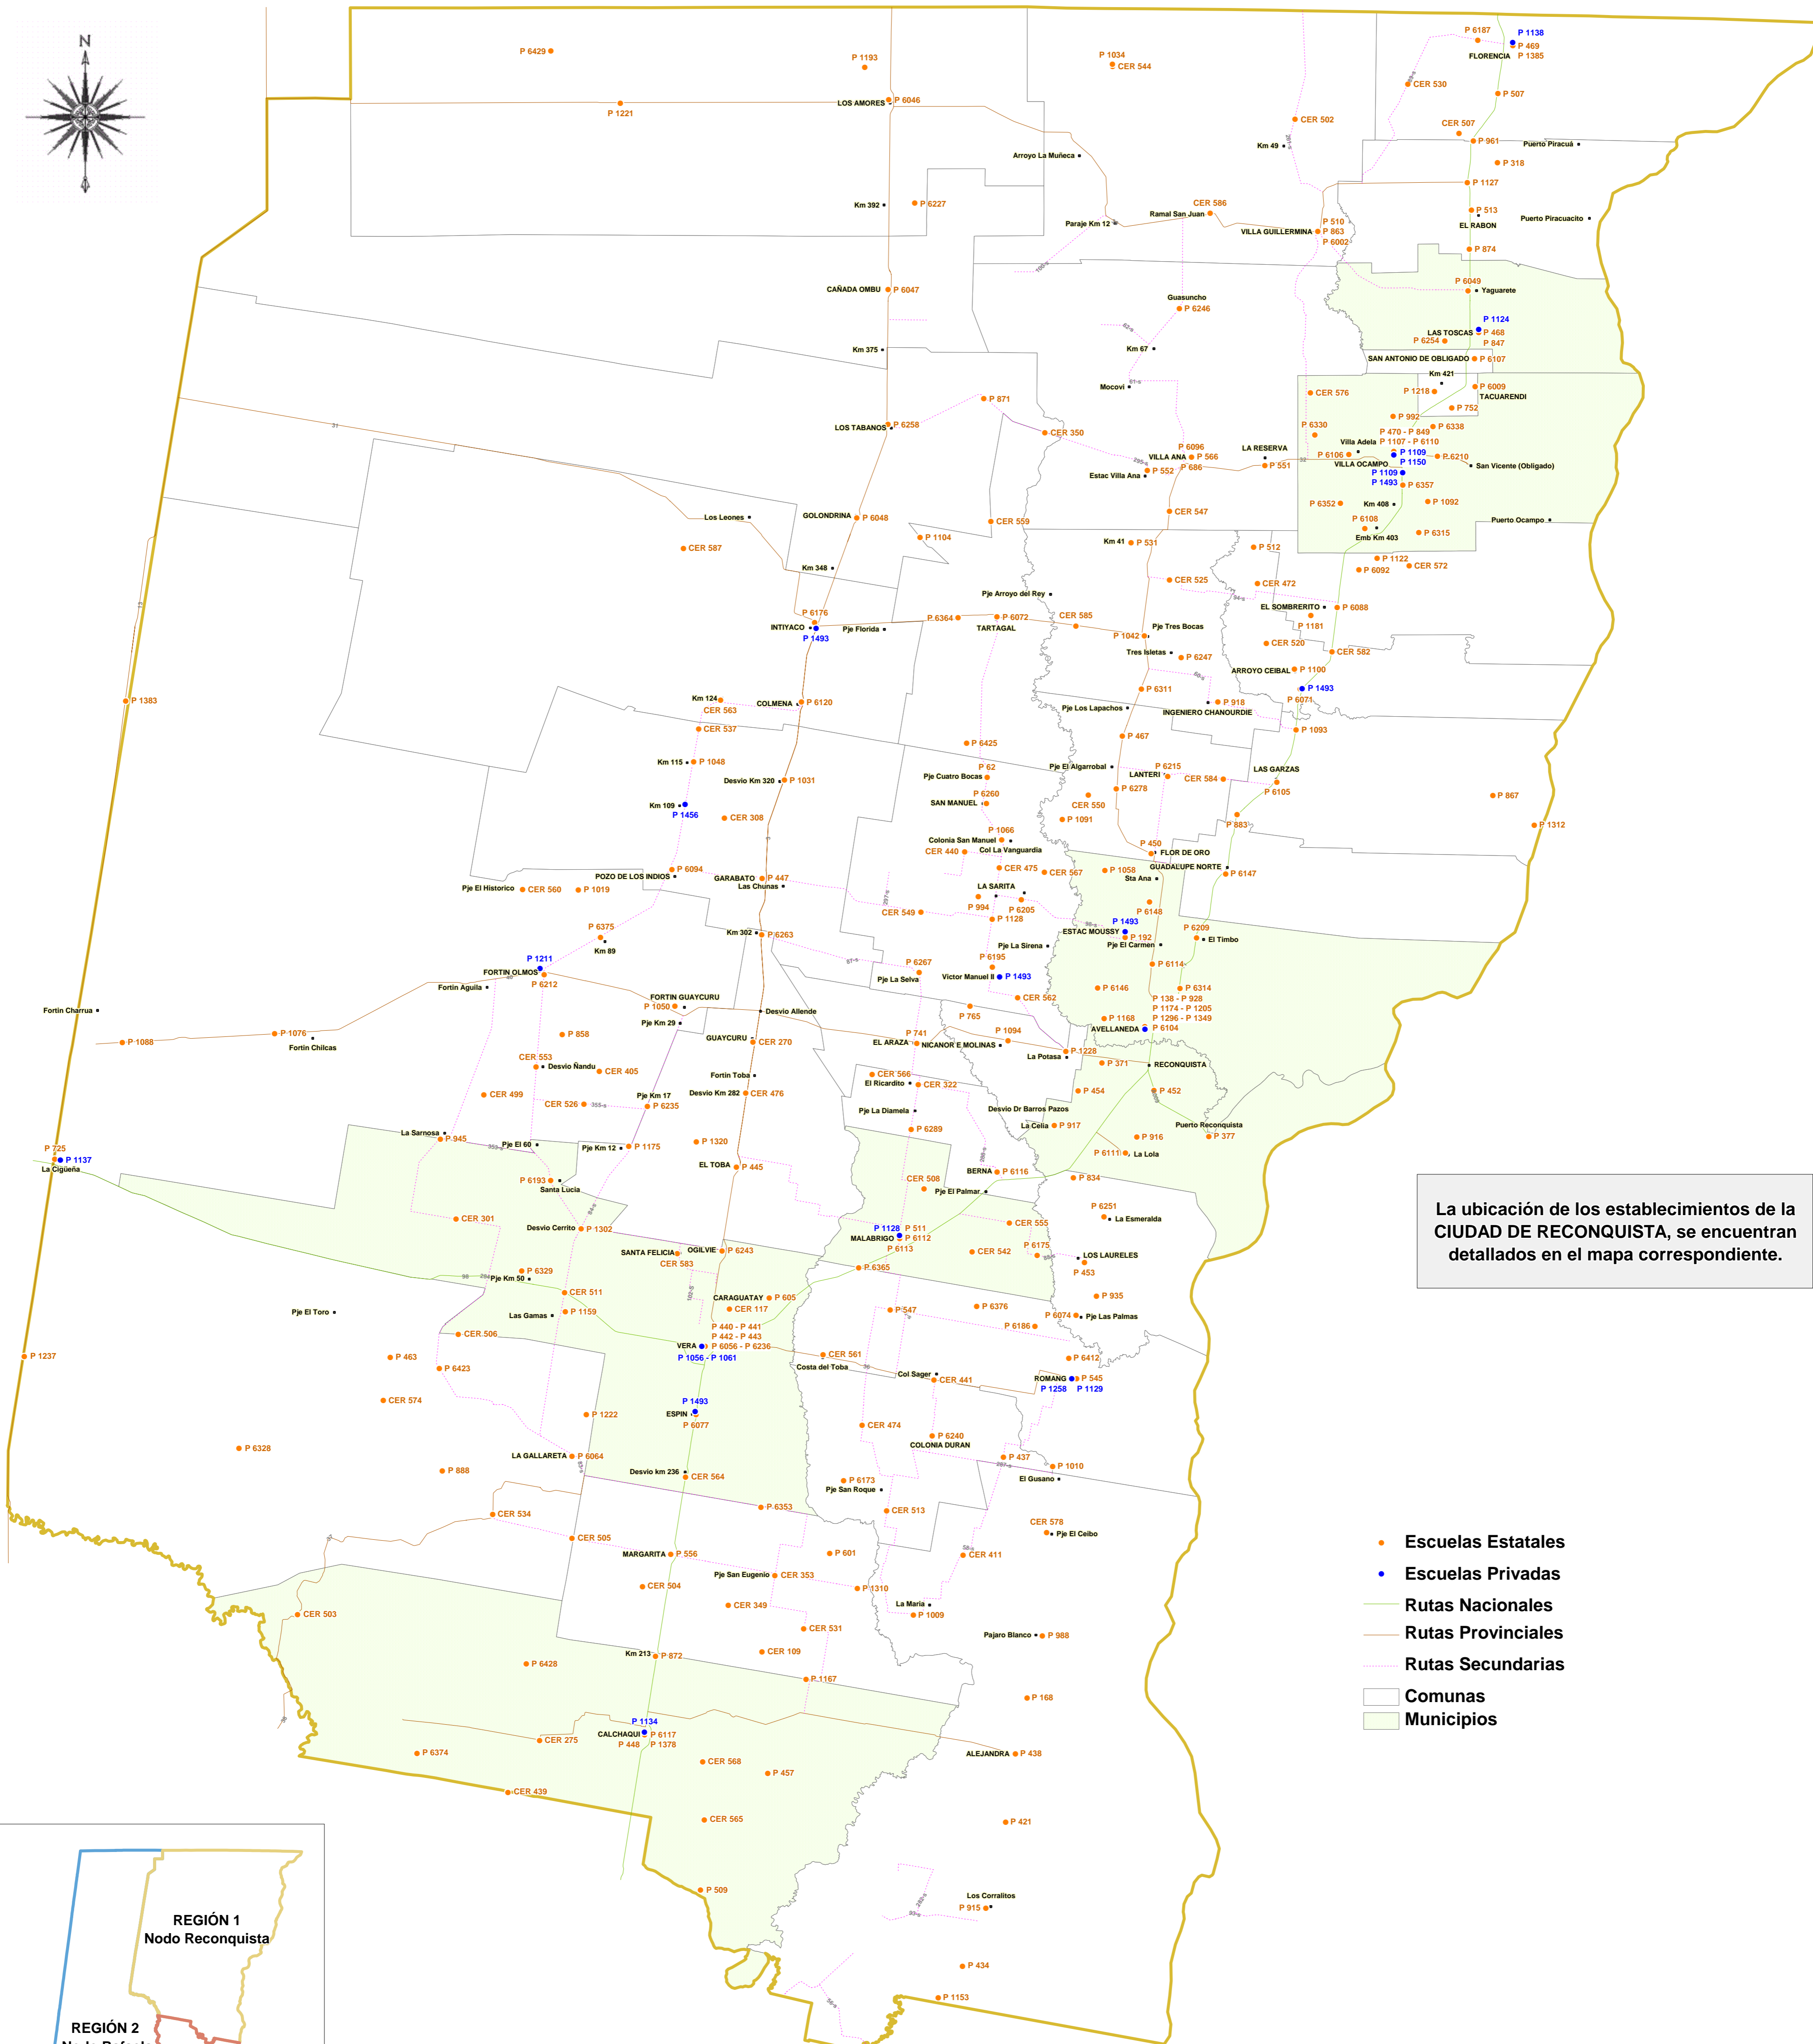 N
P 6429
P 1193
P 1034
CER 544
P 6187
P 1138
P 469
FLORENCIA
P 1385
CER 530
P 507
LOS AMORES
P 6046
P 1221
CER 502
Km 49
CER 507
P 961
Puerto Piracuá
Arroyo La Muñeca
P 318
P 1127
Km 392
P 6227
CER 586
Ramal San Juan
Paraje Km 12
P 510
VILLA GUILLERMINA
P 863
P 6002
P 513
EL RABON
Puerto Piracuacito
P 874
CAÑADA OMBU
P 6047
P 6049
Yaguarete
Guasuncho
P 6246
P 1124
LAS TOSCAS
P 468
P 6254
P 847
Km 375
Km 67
SAN ANTONIO DE OBLIGADO
P 6107
Km 421
Mocovi
P 6009
CER 576
P 1218
TACUARENDI
P 871
P 752
P 992
LOS TABANOS
P 6258
CER 350
P 6338
P 6330
P 470 - P 849
P 1107 - P 6110
P 6096
LA RESERVA
Villa Adela
VILLA ANA
P 566
P 6106
P 1109
P 6210
P 1150
P 552
P 686
P 551
VILLA OCAMPO
San Vicente (Obligado)
Estac Villa Ana
P 1109
P 1493
P 6357
P 6352
Km 408
P 1092
Los Leones
GOLONDRINA
P 6048
CER 559
CER 547
Puerto Ocampo
P 6108
Emb Km 403
P 6315
P 1104
Km 41
P 531
P 512
CER 587
P 1122
CER 572
P 6092
Km 348
CER 525
CER 472
Pje Arroyo del Rey
EL SOMBRERITO
P 6088
P 1181
P 6176
INTIYACO
P 1493
Pje Florida
P 6364
P 6072
TARTAGAL
CER 585
Pje Tres Bocas
P 1042
CER 520
Tres Isletas
P 6247
CER 582
ARROYO CEIBAL
P 1100
P 1493
P 6311
P 6071
P 1383
Km 124
CER 563
COLMENA
P 6120
Pje Los Lapachos
P 918
INGENIERO CHANOURDIE
CER 537
P 1093
P 467
P 6425
Km 115
P 1048
P 62
Pje El Algarrobal
P 6215
LANTERI
LAS GARZAS
CER 584
Desvio Km 320
P 1031
Pje Cuatro Bocas
P 6278
P 6105
P 6260
SAN MANUEL
CER 550
P 867
Km 109
P 1456
CER 308
P 1091
P 883
P 1312
P 1066
Colonia San Manuel
Col La Vanguardia
CER 440
P 450
FLOR DE ORO
GUADALUPE NORTE
P 6094
POZO DE LOS INDIOS
CER 475
CER 567
P 1058
P 6147
GARABATO
P 447
Las Chunas
Sta Ana
Pje El Historico
CER 560
P 1019
LA SARITA
P 994
P 6205
P 6148
CER 549
P 1128
P 1493
ESTAC MOUSSY
P 192
P 6209
El Timbo
Km 302
P 6263
P 6375
Km 89
Pje La Sirena
Pje El Carmen
P 1211
FORTIN OLMOS
P 6212
P 6267
P 6195
P 6114
Pje La Selva
Victor Manuel II
P 1493
Fortin Aguila
P 6146
P 6314
P 138 - P 928
P 1174 - P 1205
P 1296 - P 1349
Fortin Charrua
FORTIN GUAYCURU
P 1050
Desvio Allende
CER 562
P 765
P 1168
AVELLANEDA
P 6104
Pje Km 29
P 1076
P 858
Fortin Chilcas
P 1088
GUAYCURU
CER 270
P 741
EL ARAZA
NICANOR E MOLINAS
P 1094
P 1228
La Potasa
P 371
RECONQUISTA
CER 553
Desvio Ñandu
CER 405
Fortin Toba
CER 566
El Ricardito
CER 322
P 454
P 452
CER 499
Desvio Km 282
CER 476
CER 526
Pje Km 17
P 6235
Pje La Diamela
Desvio Dr Barros Pazos
La Celia
P 917
Puerto Reconquista
P 6289
P 916
P 377
La Sarnosa
P 945
Pje El 60
Pje Km 12
P 1175
P 1320
P 6111
La Lola
P 725
P 1137
La Cigüeña
EL TOBA
P 445
BERNA
P 6116
P 834
P 6193
Santa Lucia
CER 508
Pje El Palmar
P 6251
La Esmeralda
CER 301
Desvio Cerrito
P 1302
P 1128
P 511
MALABRIGO
P 6112
P 6113
CER 555
La ubicación de los establecimientos de la
CIUDAD DE RECONQUISTA, se encuentran
detallados en el mapa correspondiente.
SANTA FELICIA
OGILVIE
P 6243
CER 583
CER 542
P 6175
LOS LAURELES
P 453
P 6365
P 6329
Pje Km 50
CER 511
CARAGUATAY
P 605
CER 117
P 935
Pje El Toro
Las Gamas
P 1159
P 547
P 6376
P 6074
Pje Las Palmas
P 6186
CER 506
P 440 - P 441
P 442 - P 443
VERA
P 6056 - P 6236
P 1056 - P 1061
P 1237
P 463
P 6423
CER 561
Costa del Toba
P 6412
Col Sager
CER 441
ROMANG
P 545
P 1258
P 1129
CER 574
P 1222
P 1493
ESPIN
P 6077
CER 474
P 6240
COLONIA DURAN
P 6328
LA GALLARETA
P 6064
P 437
P 1010
El Gusano
P 888
Desvio km 236
CER 564
P 6173
Pje San Roque
CER 534
P 6353
CER 513
CER 578
Pje El Ceibo
CER 505
MARGARITA
P 556
P 601
CER 411
Pje San Eugenio
CER 353
CER 504
P 1310
CER 349
La Maria
P 1009
CER 503
CER 531
Pajaro Blanco
P 988
Km 213
P 872
CER 109
P 6428
P 1167
P 168
P 1134
CALCHAQUI
P 6117
P 448
P 1378
CER 275
P 6374
ALEJANDRA
P 438
CER 568
P 457
CER 439
CER 565
P 421
P 509
Los Corralitos
P 915
P 434
P 1153
Escuelas Estatales
Escuelas Privadas
Rutas Nacionales
Rutas Provinciales
Rutas Secundarias
Comunas
Municipios
REGIÓN 1
Nodo Reconquista
REGIÓN 2